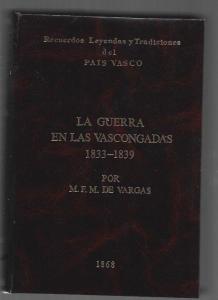 Recuerdos Leyendas y Tradiciones
del
PAIS VASCO
LA GUERRA
EN LAS VASCONGADAS
1833-1839
POR
M.F.M. DE VARGAS
1868